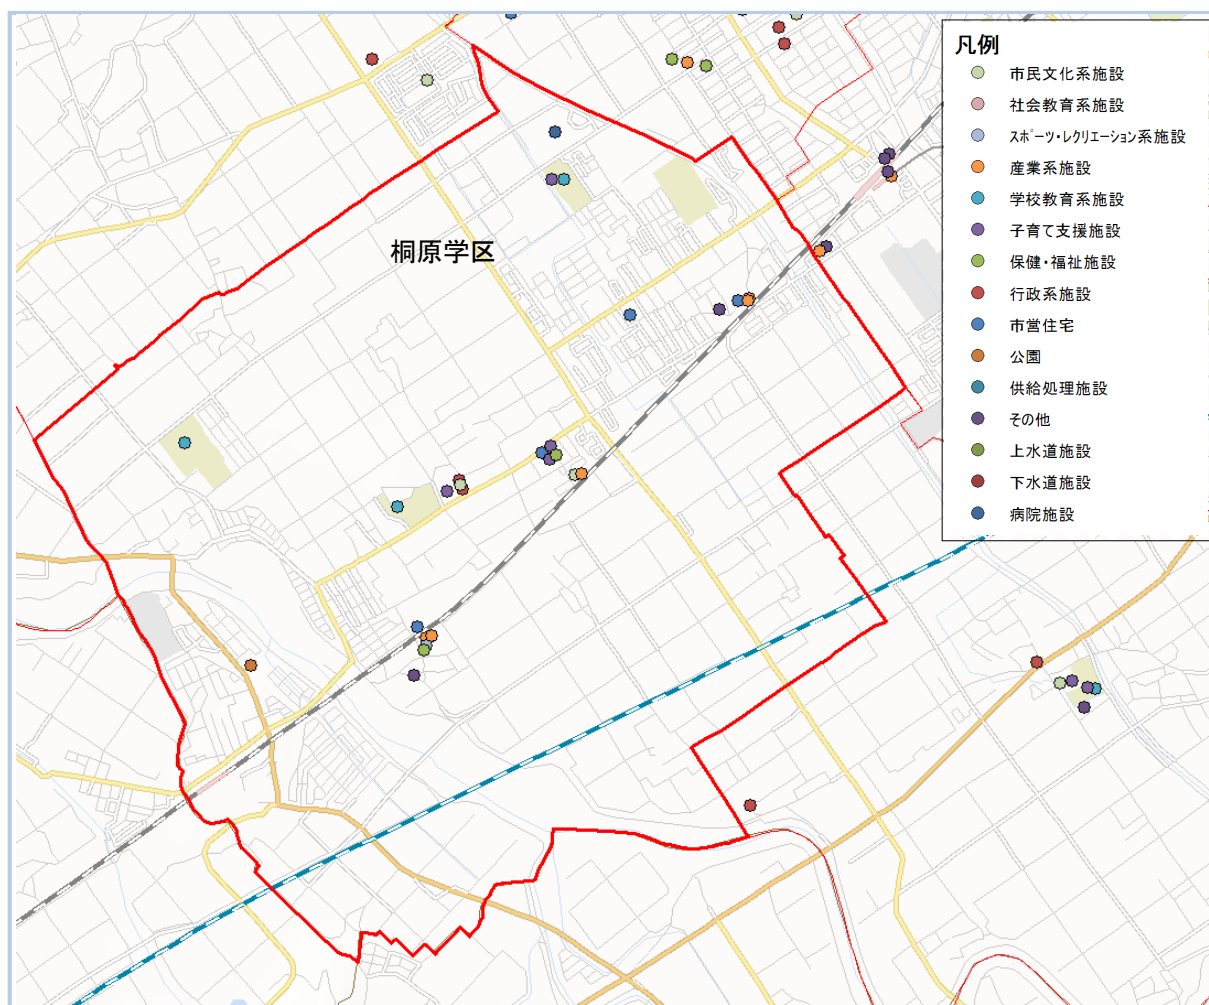 凡例
市民文化系施設
社会教育系施設
スポーツ・レクリエーション系施設
産業系施設
学校教育系施設
子育て支援施設
保健・福祉施設
行政系施設
市営住宅
公園
供給処理施設
その他
上水道施設
下水道施設
病院施設
桐原学区